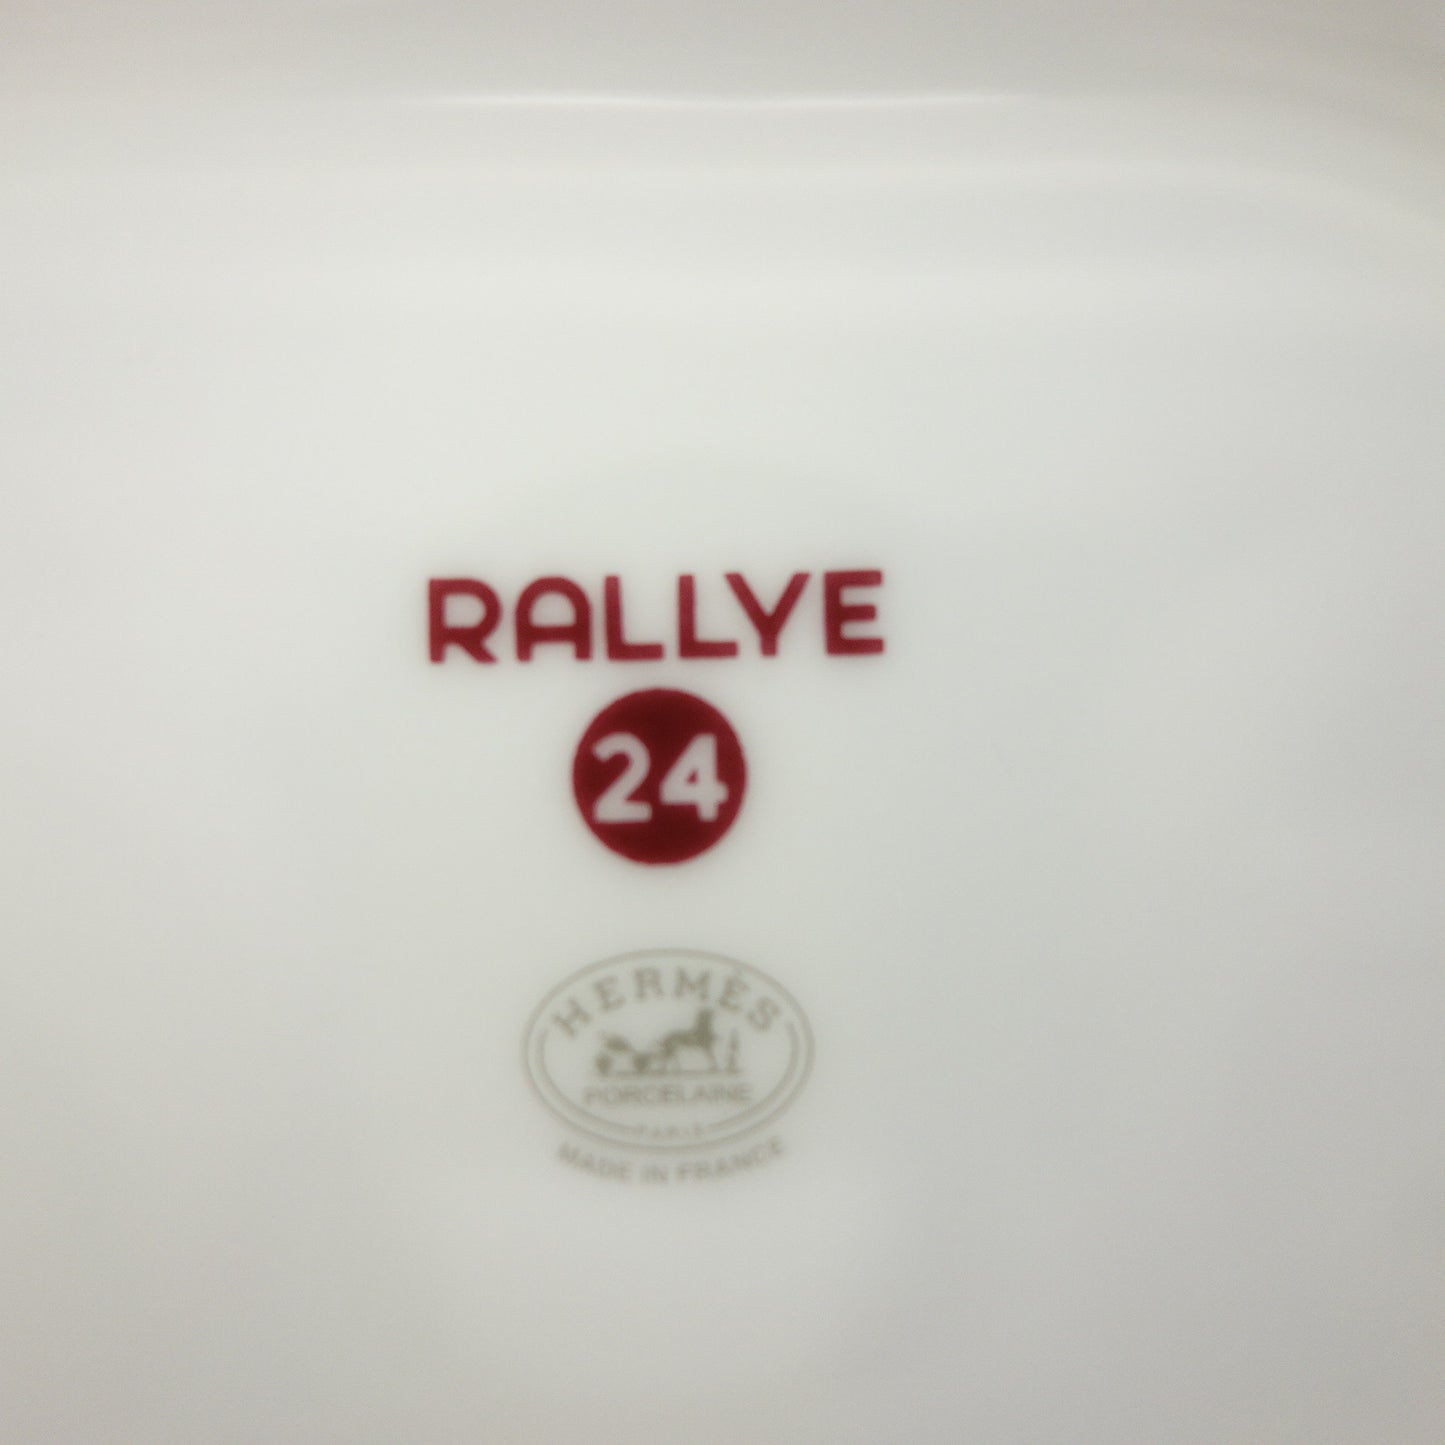 RALLYE
24
HERMÈS
PORCELAINE
PARIS
MADE IN FRANCE